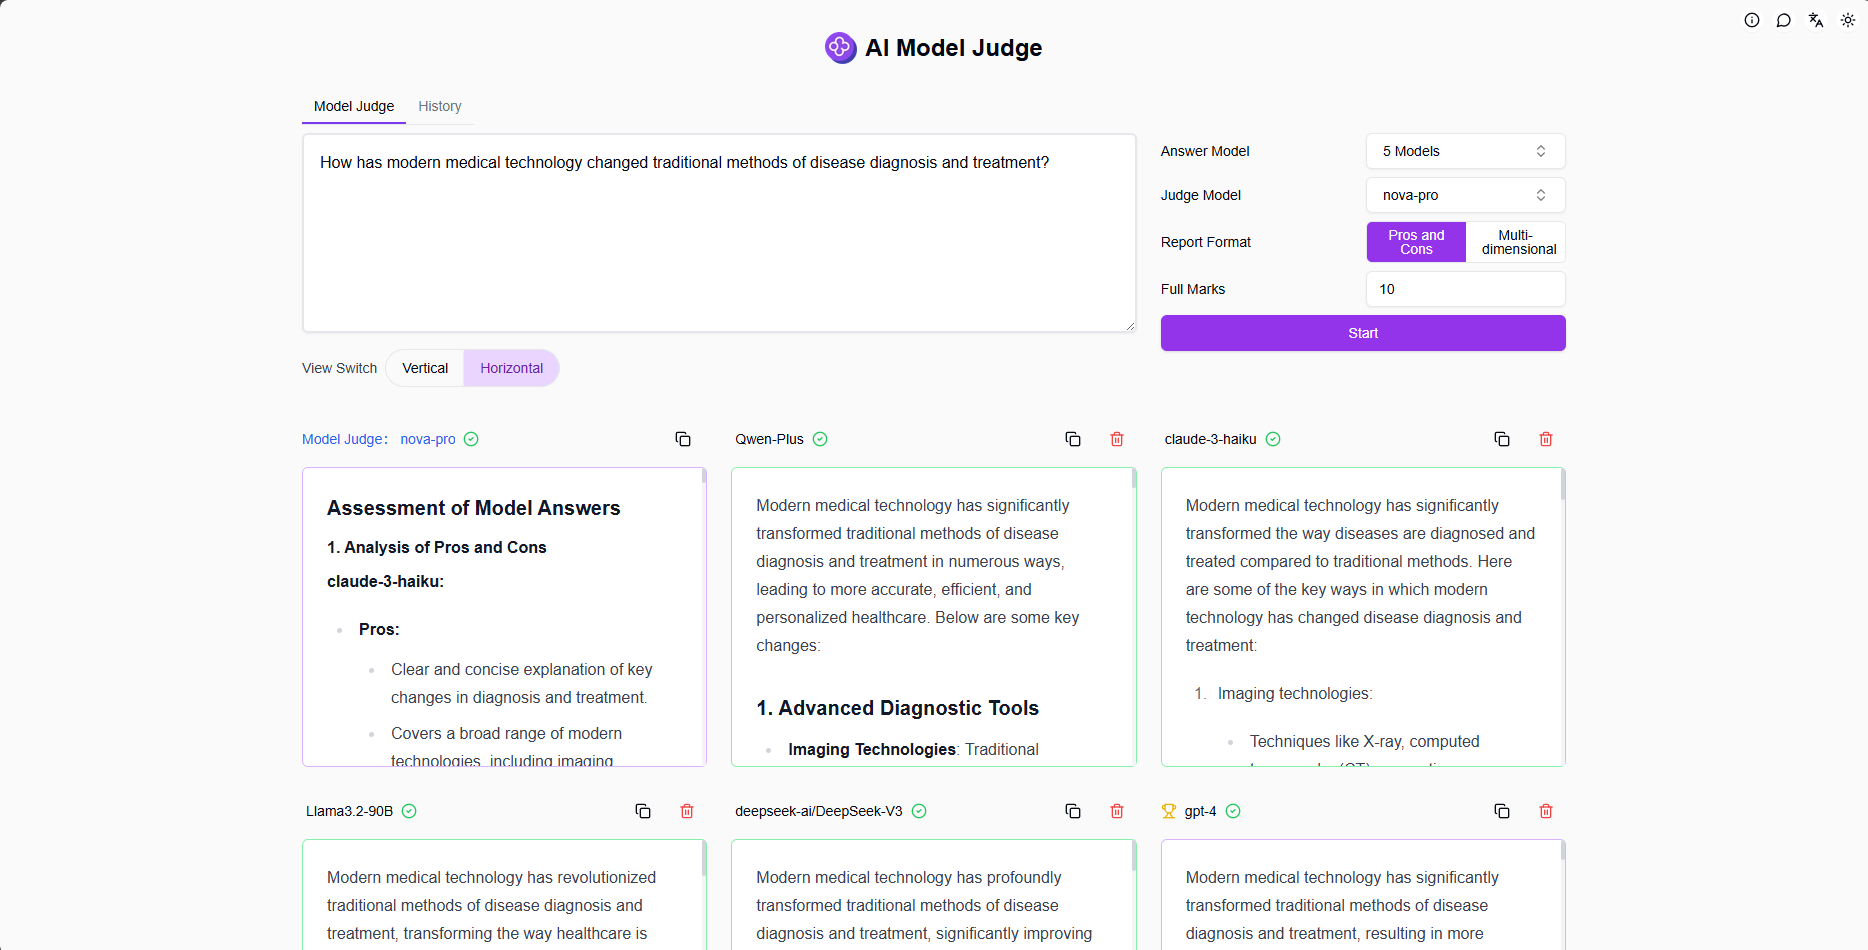 AI Model Judge
Model Judge
History
How has modern medical technology changed traditional methods of disease diagnosis and treatment?
Answer Model
5 Models
Judge Model
nova-pro
Report Format
Pros and
Cons
Multi-
dimensional
Full Marks
10
Start
View Switch
Vertical
Horizontal
Model Judge: nova-pro
Assessment of Model Answers
1. Analysis of Pros and Cons
claude-3-haiku:
Pros:
Clear and concise explanation of key
changes in diagnosis and treatment.
Covers a broad range of modern
technologies, including imaging
Qwen-Plus
Modern medical technology has significantly
transformed traditional methods of disease
diagnosis and treatment in numerous ways,
leading to more accurate, efficient, and
personalized healthcare. Below are some key
changes:
1. Advanced Diagnostic Tools
Imaging Technologies: Traditional
claude-3-haiku
Modern medical technology has significantly
transformed the way diseases are diagnosed and
treated compared to traditional methods. Here
are some of the key ways in which modern
technology has changed disease diagnosis and
treatment:
1. Imaging technologies:
Techniques like X-ray, computed
Llama3.2-90B
Modern medical technology has revolutionized
traditional methods of disease diagnosis and
treatment, transforming the way healthcare is
deepseek-ai/DeepSeek-V3
Modern medical technology has profoundly
transformed traditional methods of disease
diagnosis and treatment, significantly improving
gpt-4
Modern medical technology has significantly
transformed traditional methods of disease
diagnosis and treatment, resulting in more